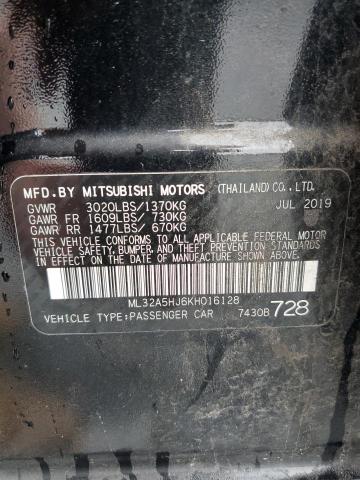 MFD.BY MITSUBISHI MOTORS (THAILAND)CO.,LTD.
GVWR 3020LBS/1370KG JUL 2019
GAWR FR 1609LBS/ 730KG
GAWR RR 1477LBS/ 670KG
THIS VEHICLE CONFORMS TO ALL APPLICABLE FEDERAL MOTOR
VEHICLE SAFETY, BUMPER, AND THEFT PREVENTION STANDARDS
IN EFFECT ON THE DATE OF MANUFACTURE SHOWN ABOVE.
ML32A5HJ6KH016128
VEHICLE TYPE:PASSENGER CAR 7430B 728